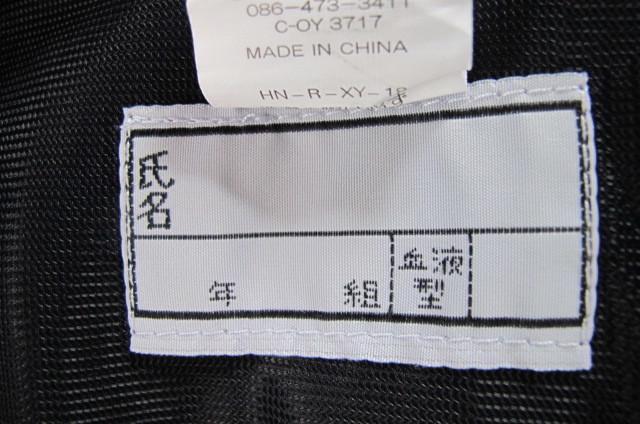 086-473-3411
C-OY 3717
MADE IN CHINA
HN-R-XY-18
氏名
年 組 血液型